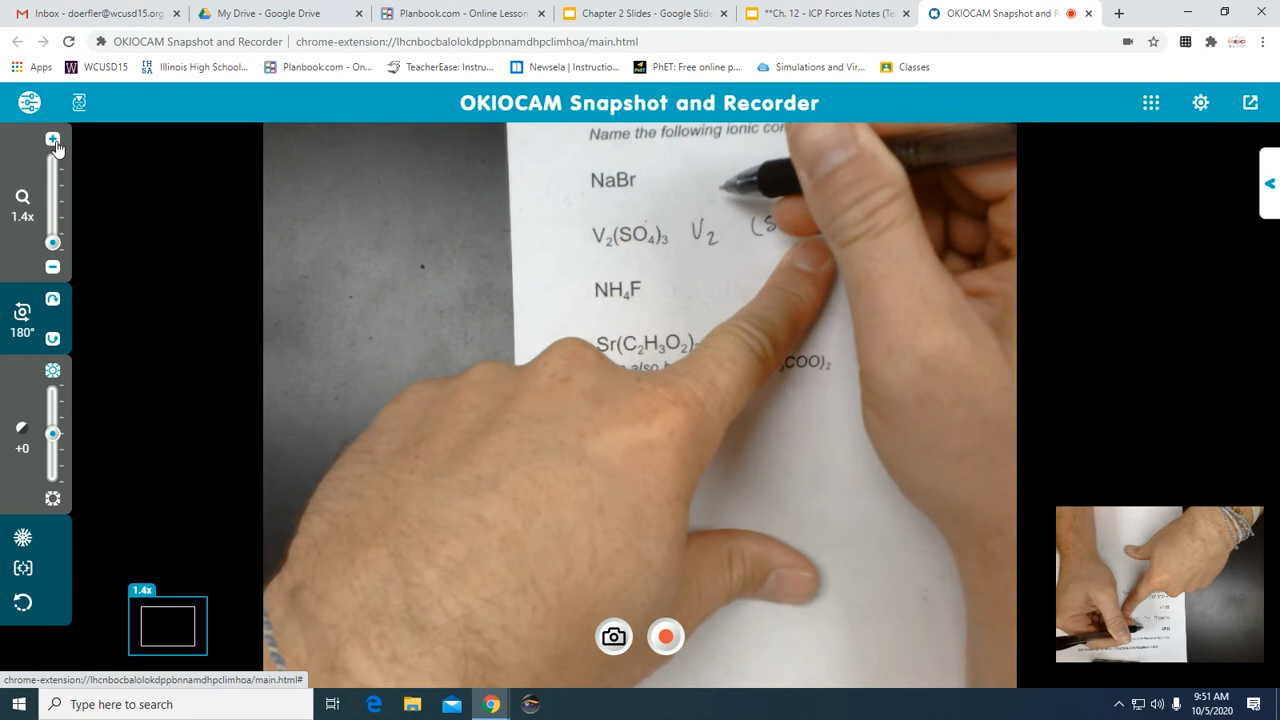 Inbox - doerfler@wcusd15.org
My Drive - Google Drive
Planbook.com - Online Lesson
Chapter 2 Slides - Google Slide
**Ch. 12 - ICP Forces Notes (Te
OKIOCAM Snapshot and R
OKIOCAM Snapshot and Recorder chrome-extension://lhcnbocbalolokdppbnnamdhpclimhoa/main.html
Apps WCUSD15 Illinois High School... Planbook.com - On... TeacherEase: Instru... Newsela | Instructio... PhET: Free online p... Simulations and Vir... Classes
OKIOCAM Snapshot and Recorder
1.4x
180°
+0
Name the following ionic co
NaBr
V₂(SO₄)₃ V₂ (S
NH₄F
Sr(C₂H₃O₂)
also COO)₂
1.4x
chrome-extension://lhcnbocbalolokdppbnnamdhpclimhoa/main.html#
Type here to search
9:51 AM
10/5/2020